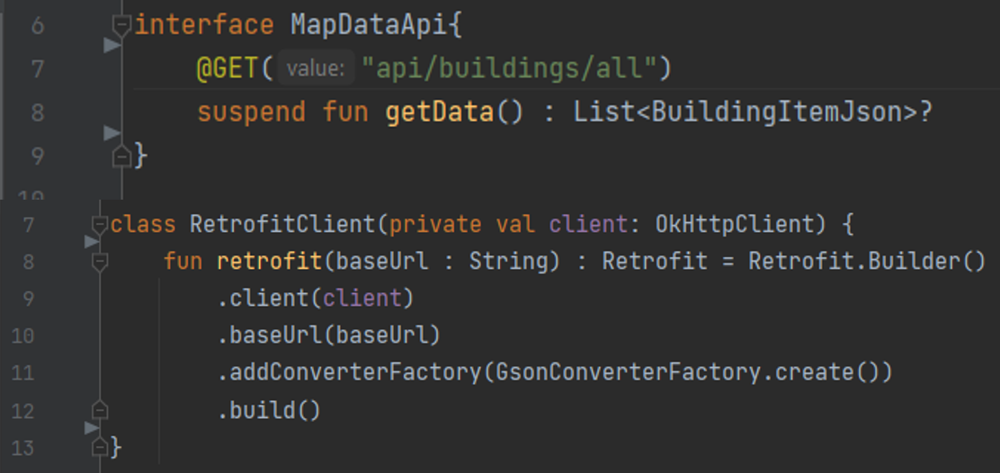 6 interface MapDataApi{
7 @GET( value: "api/buildings/all")
8 suspend fun getData() : List<BuildingItemJson>?
9 }
10
7 class RetrofitClient(private val client: OkHttpClient) {
8 fun retrofit(baseUrl : String) : Retrofit = Retrofit.Builder()
9 .client(client)
10 .baseUrl(baseUrl)
11 .addConverterFactory(GsonConverterFactory.create())
12 .build()
13 }